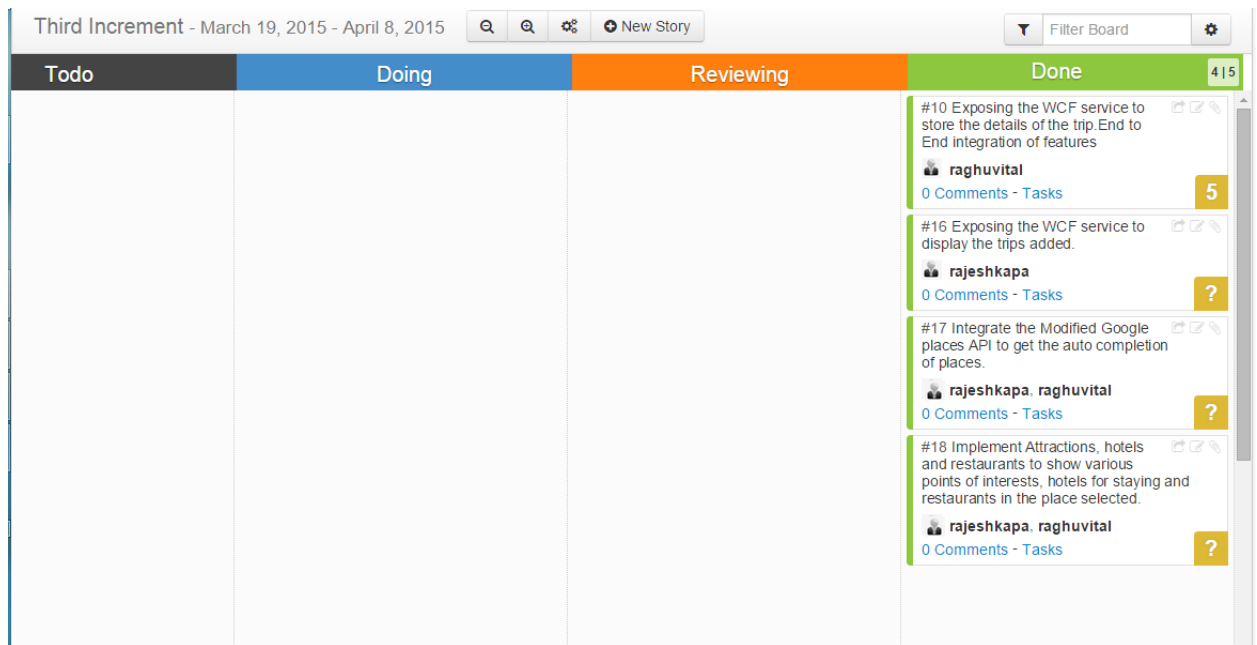 Third Increment - March 19, 2015 - April 8, 2015
New Story
Filter Board
Todo
Doing
Reviewing
Done
4|5
#10 Exposing the WCF service to
store the details of the trip.End to
End integration of features
raghuvital
0 Comments - Tasks
5
#16 Exposing the WCF service to
display the trips added.
rajeshkapa
0 Comments - Tasks
?
#17 Integrate the Modified Google
places API to get the auto completion
of places.
rajeshkapa, raghuvital
0 Comments - Tasks
?
#18 Implement Attractions, hotels
and restaurants to show various
points of interests, hotels for staying and
restaurants in the place selected.
rajeshkapa, raghuvital
0 Comments - Tasks
?